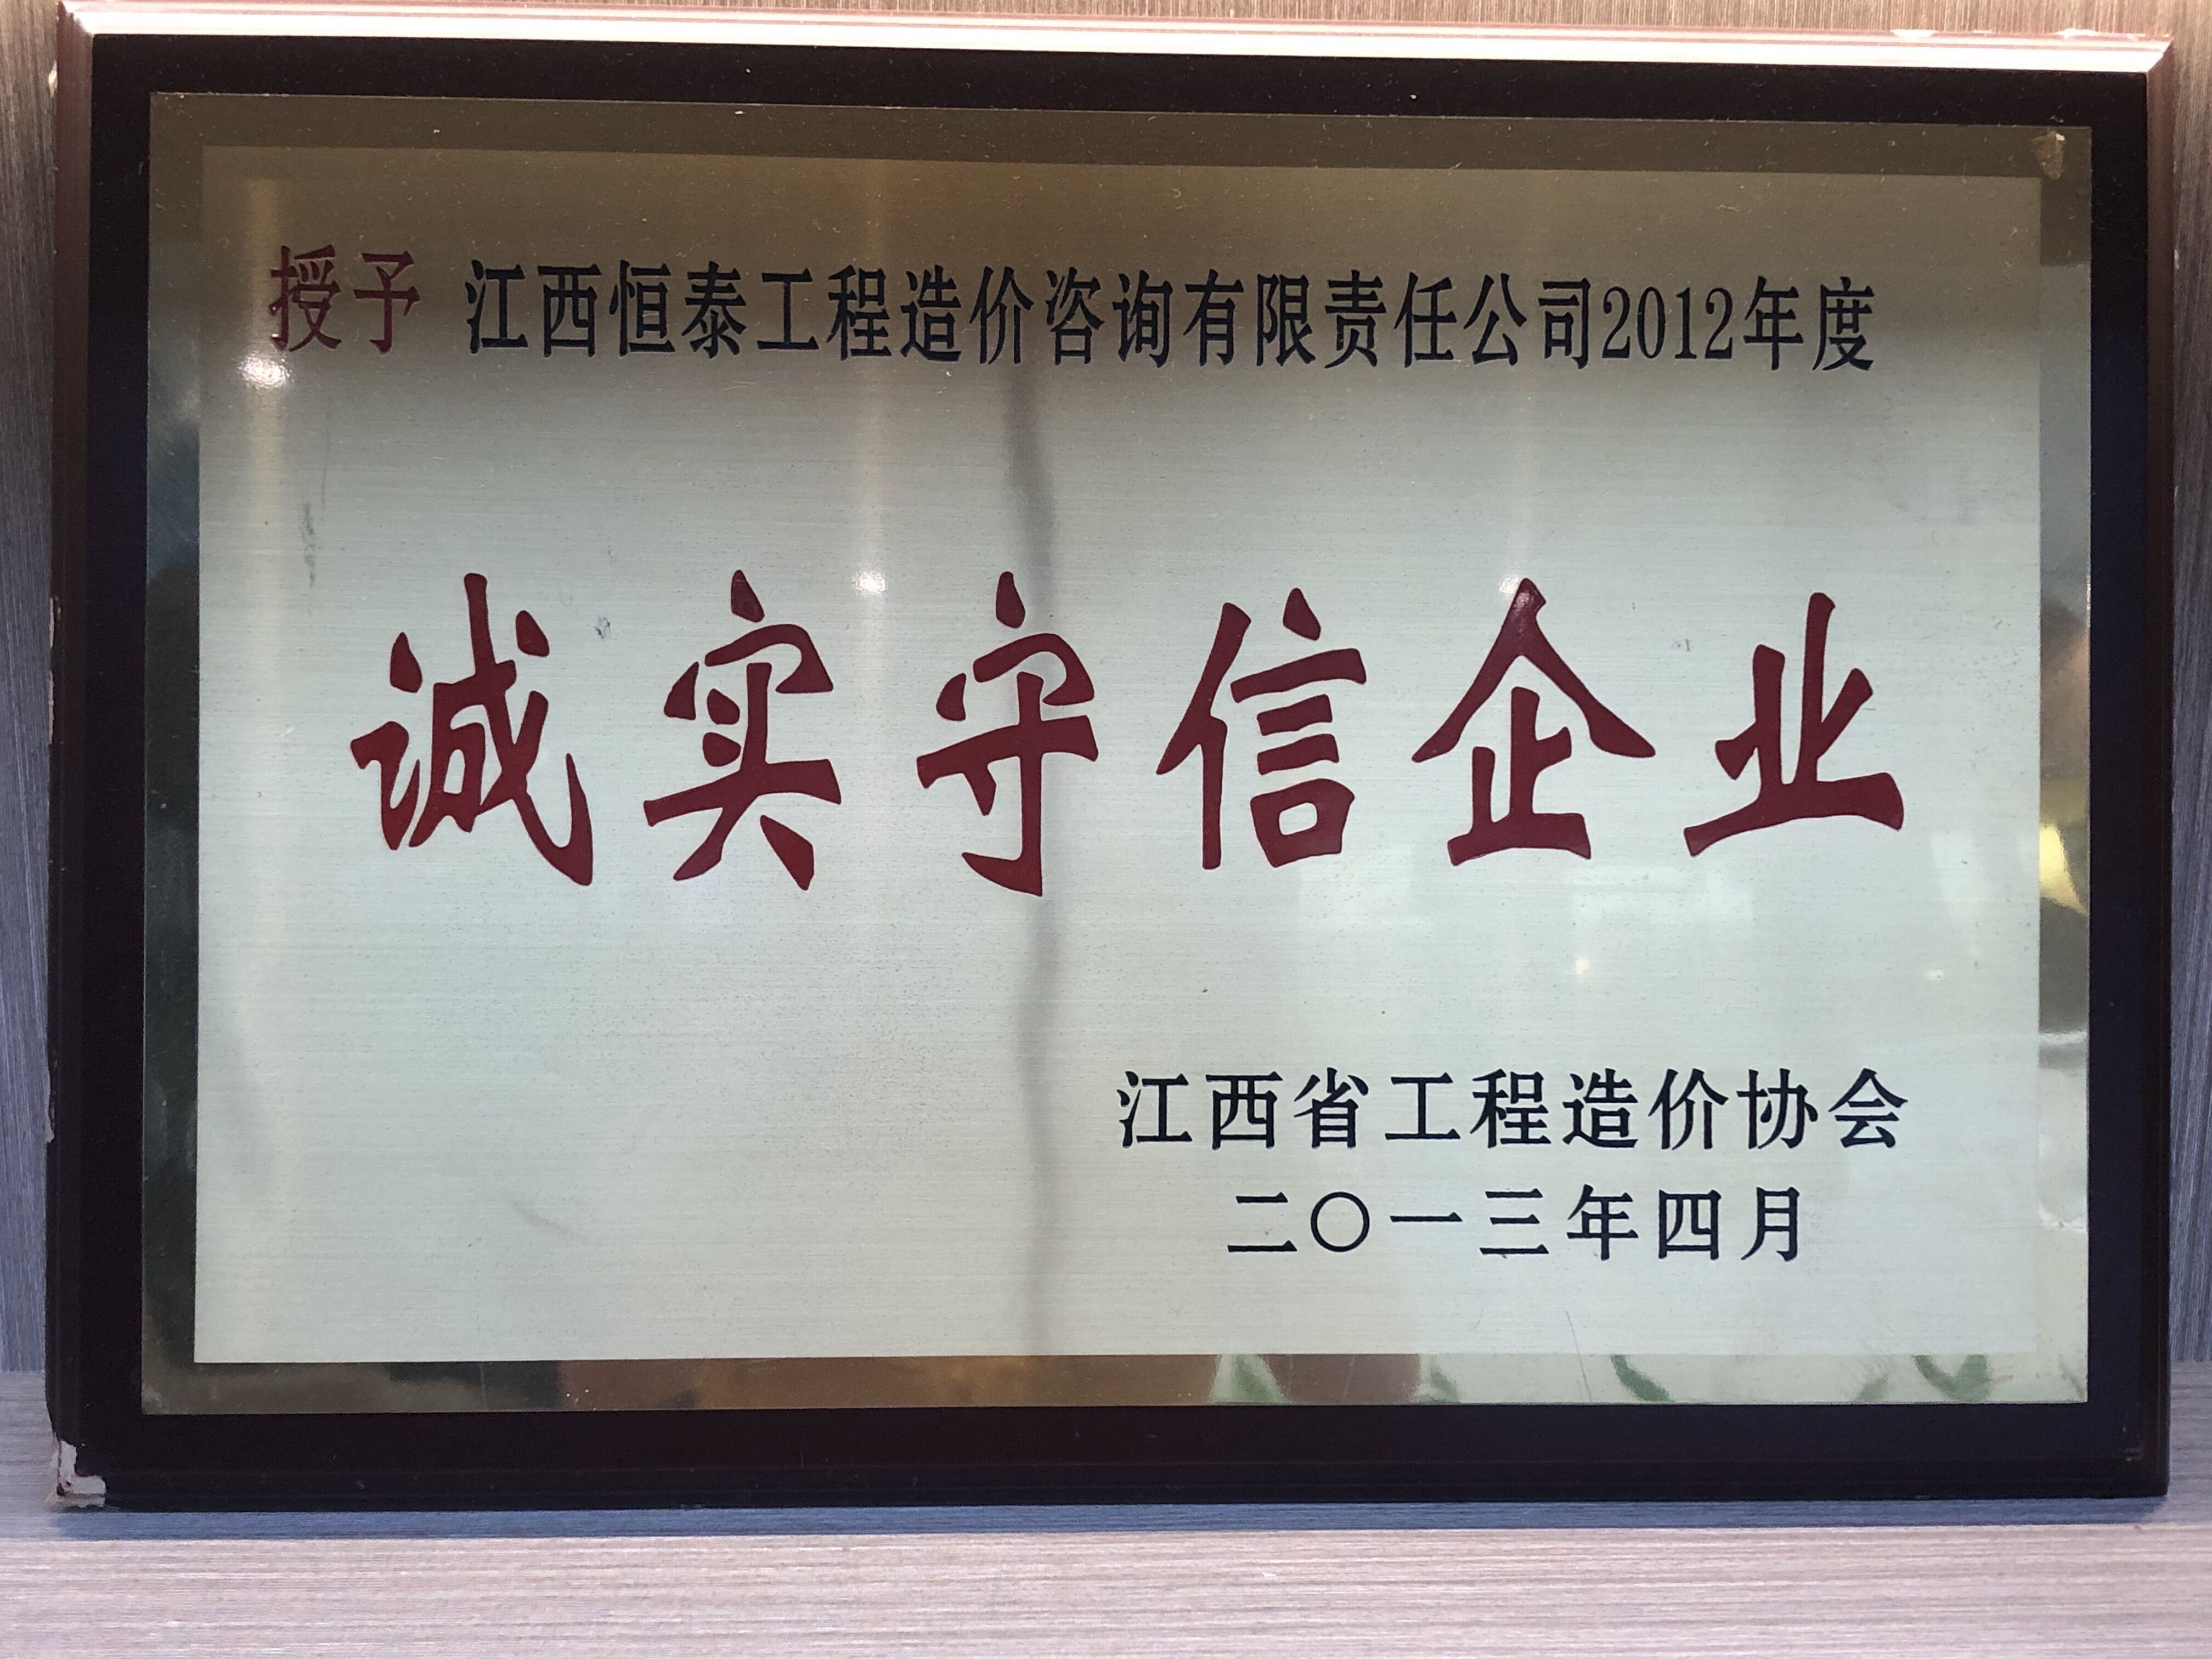 授予 江西恒泰工程造价咨询有限责任公司2012年度
诚实守信企业
江西省工程造价协会
二〇一三年四月